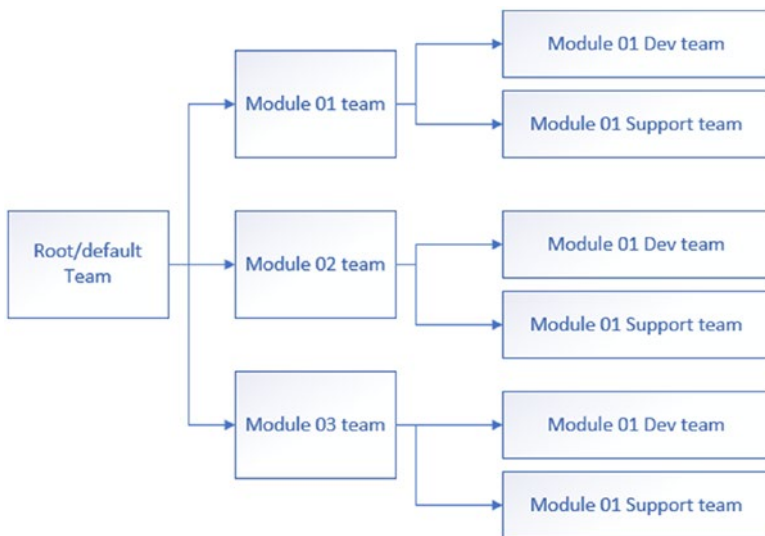 Root/default
Team
Module 01 team
Module 01 Dev team
Module 01 Support team
Module 02 team
Module 01 Dev team
Module 01 Support team
Module 03 team
Module 01 Dev team
Module 01 Support team